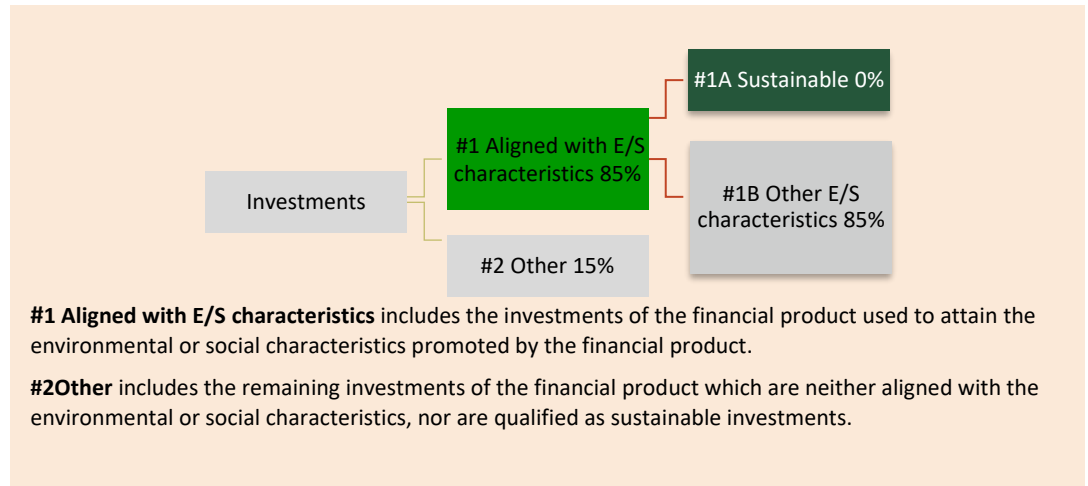 #1A Sustainable 0%
#1 Aligned with E/S
characteristics 85%
Investments
#1B Other E/S
characteristics 85%
#2 Other 15%
#1 Aligned with E/S characteristics includes the investments of the financial product used to attain the
environmental or social characteristics promoted by the financial product.
#2Other includes the remaining investments of the financial product which are neither aligned with the
environmental or social characteristics, nor are qualified as sustainable investments.